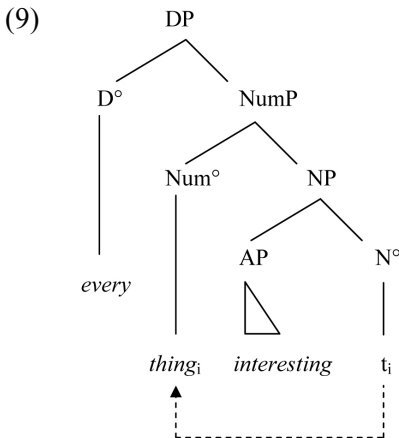 (9) DP
D° NumP
Num° NP
AP N°
every
thingᵢ interesting tᵢ